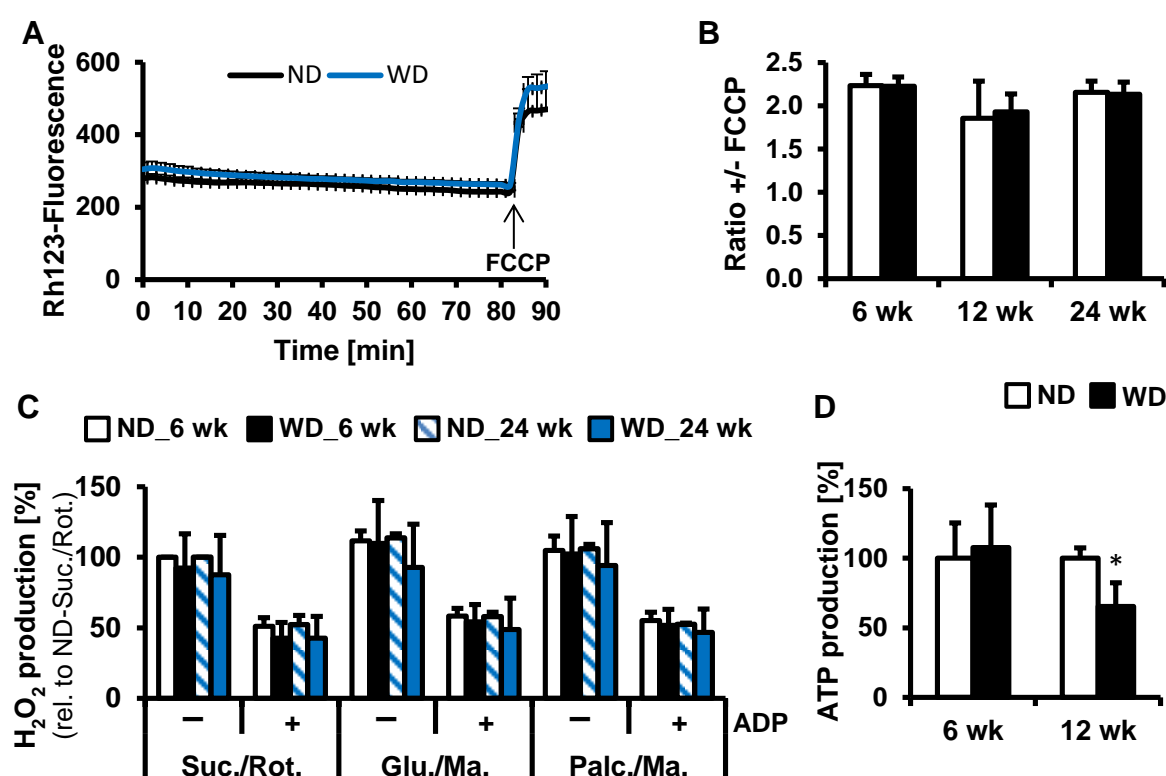 A
Rh123-Fluorescence
600
400
200
0
ND
WD
FCCP
0 10 20 30 40 50 60 70 80 90
Time [min]
B
Ratio +/- FCCP
2.5
2.0
1.5
1.0
0.5
0.0
6 wk 12 wk 24 wk
ND WD
C
ND_6 wk WD_6 wk ND_24 wk WD_24 wk
H2O2 production [%]
(rel. to ND-Suc./Rot.)
150
100
50
0
– + – + – + ADP
Suc./Rot. Glu./Ma. Palc./Ma.
D
ATP production [%]
150
100
50
0
*
6 wk 12 wk